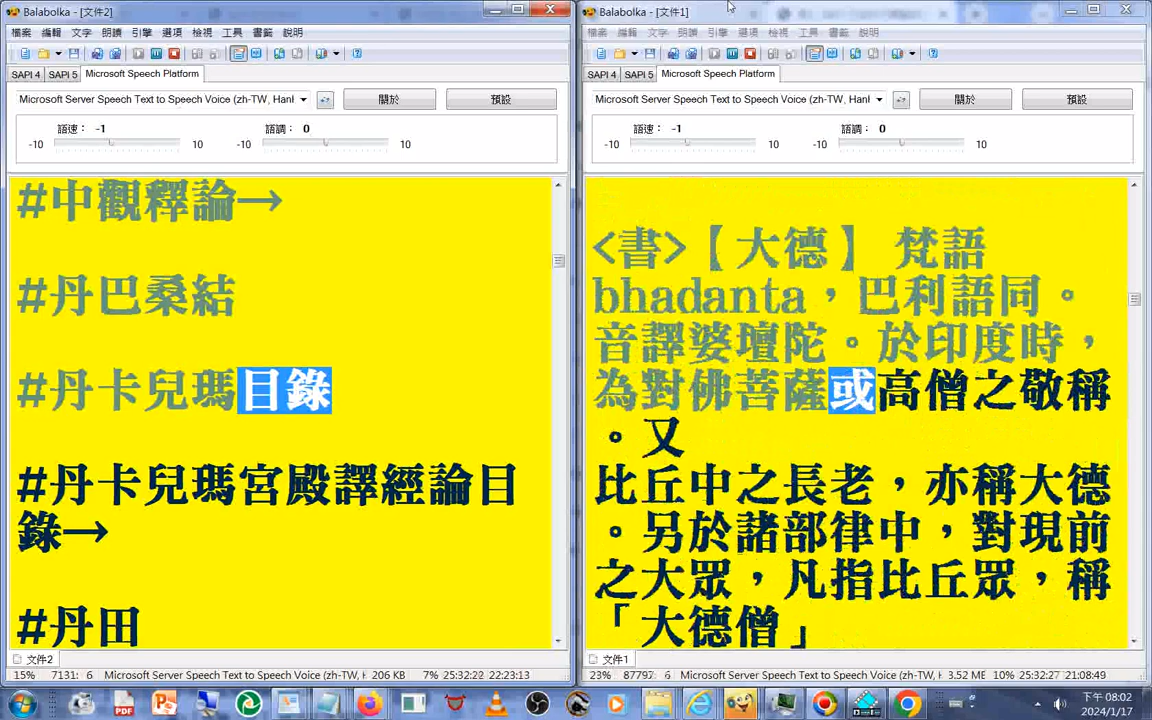 Balabolka - [文件2]
檔案 編輯 文字 朗讀 引擎 選項 檢視 工具 書籤 說明
SAPI 4 SAPI 5 Microsoft Speech Platform
Microsoft Server Speech Text to Speech Voice (zh-TW, Hanl
關於 預設
語速： -1 語調： 0
-10 10 -10 10
#中觀釋論→
#丹巴桑結
#丹卡兒瑪目錄
#丹卡兒瑪宮殿譯經論目
錄→
#丹田
文件2
15% 7131: 6 Microsoft Server Speech Text to Speech Voice (zh-TW, H 206 KB 7% 25:32:22 22:23:13
Balabolka - [文件1]
檔案 編輯 文字 朗讀 引擎 選項 檢視 工具 書籤 說明
SAPI 4 SAPI 5 Microsoft Speech Platform
Microsoft Server Speech Text to Speech Voice (zh-TW, Hanl
關於 預設
語速： -1 語調： 0
-10 10 -10 10
<書>【大德】 梵語
bhadanta，巴利語同。
音譯婆壇陀。於印度時，
為對佛菩薩或高僧之敬稱
。又
比丘中之長老，亦稱大德
。另於諸部律中，對現前
之大眾，凡指比丘眾，稱
「大德僧」
文件1
23% 87797: 6 Microsoft Server Speech Text to Speech Voice (zh-TW, H 3.52 MB 10% 25:32:27 21:08:49
PDF
下午 08:02
2024/1/17